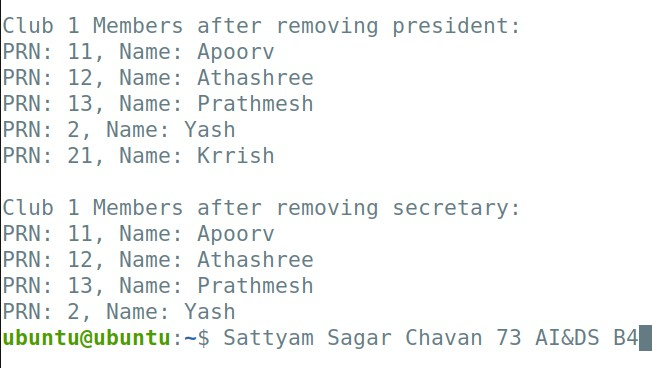 Club 1 Members after removing president:
PRN: 11, Name: Apoorv
PRN: 12, Name: Athashree
PRN: 13, Name: Prathmesh
PRN: 2, Name: Yash
PRN: 21, Name: Krrish
Club 1 Members after removing secretary:
PRN: 11, Name: Apoorv
PRN: 12, Name: Athashree
PRN: 13, Name: Prathmesh
PRN: 2, Name: Yash
ubuntu@ubuntu:~$ Sattyam Sagar Chavan 73 AI&DS B4